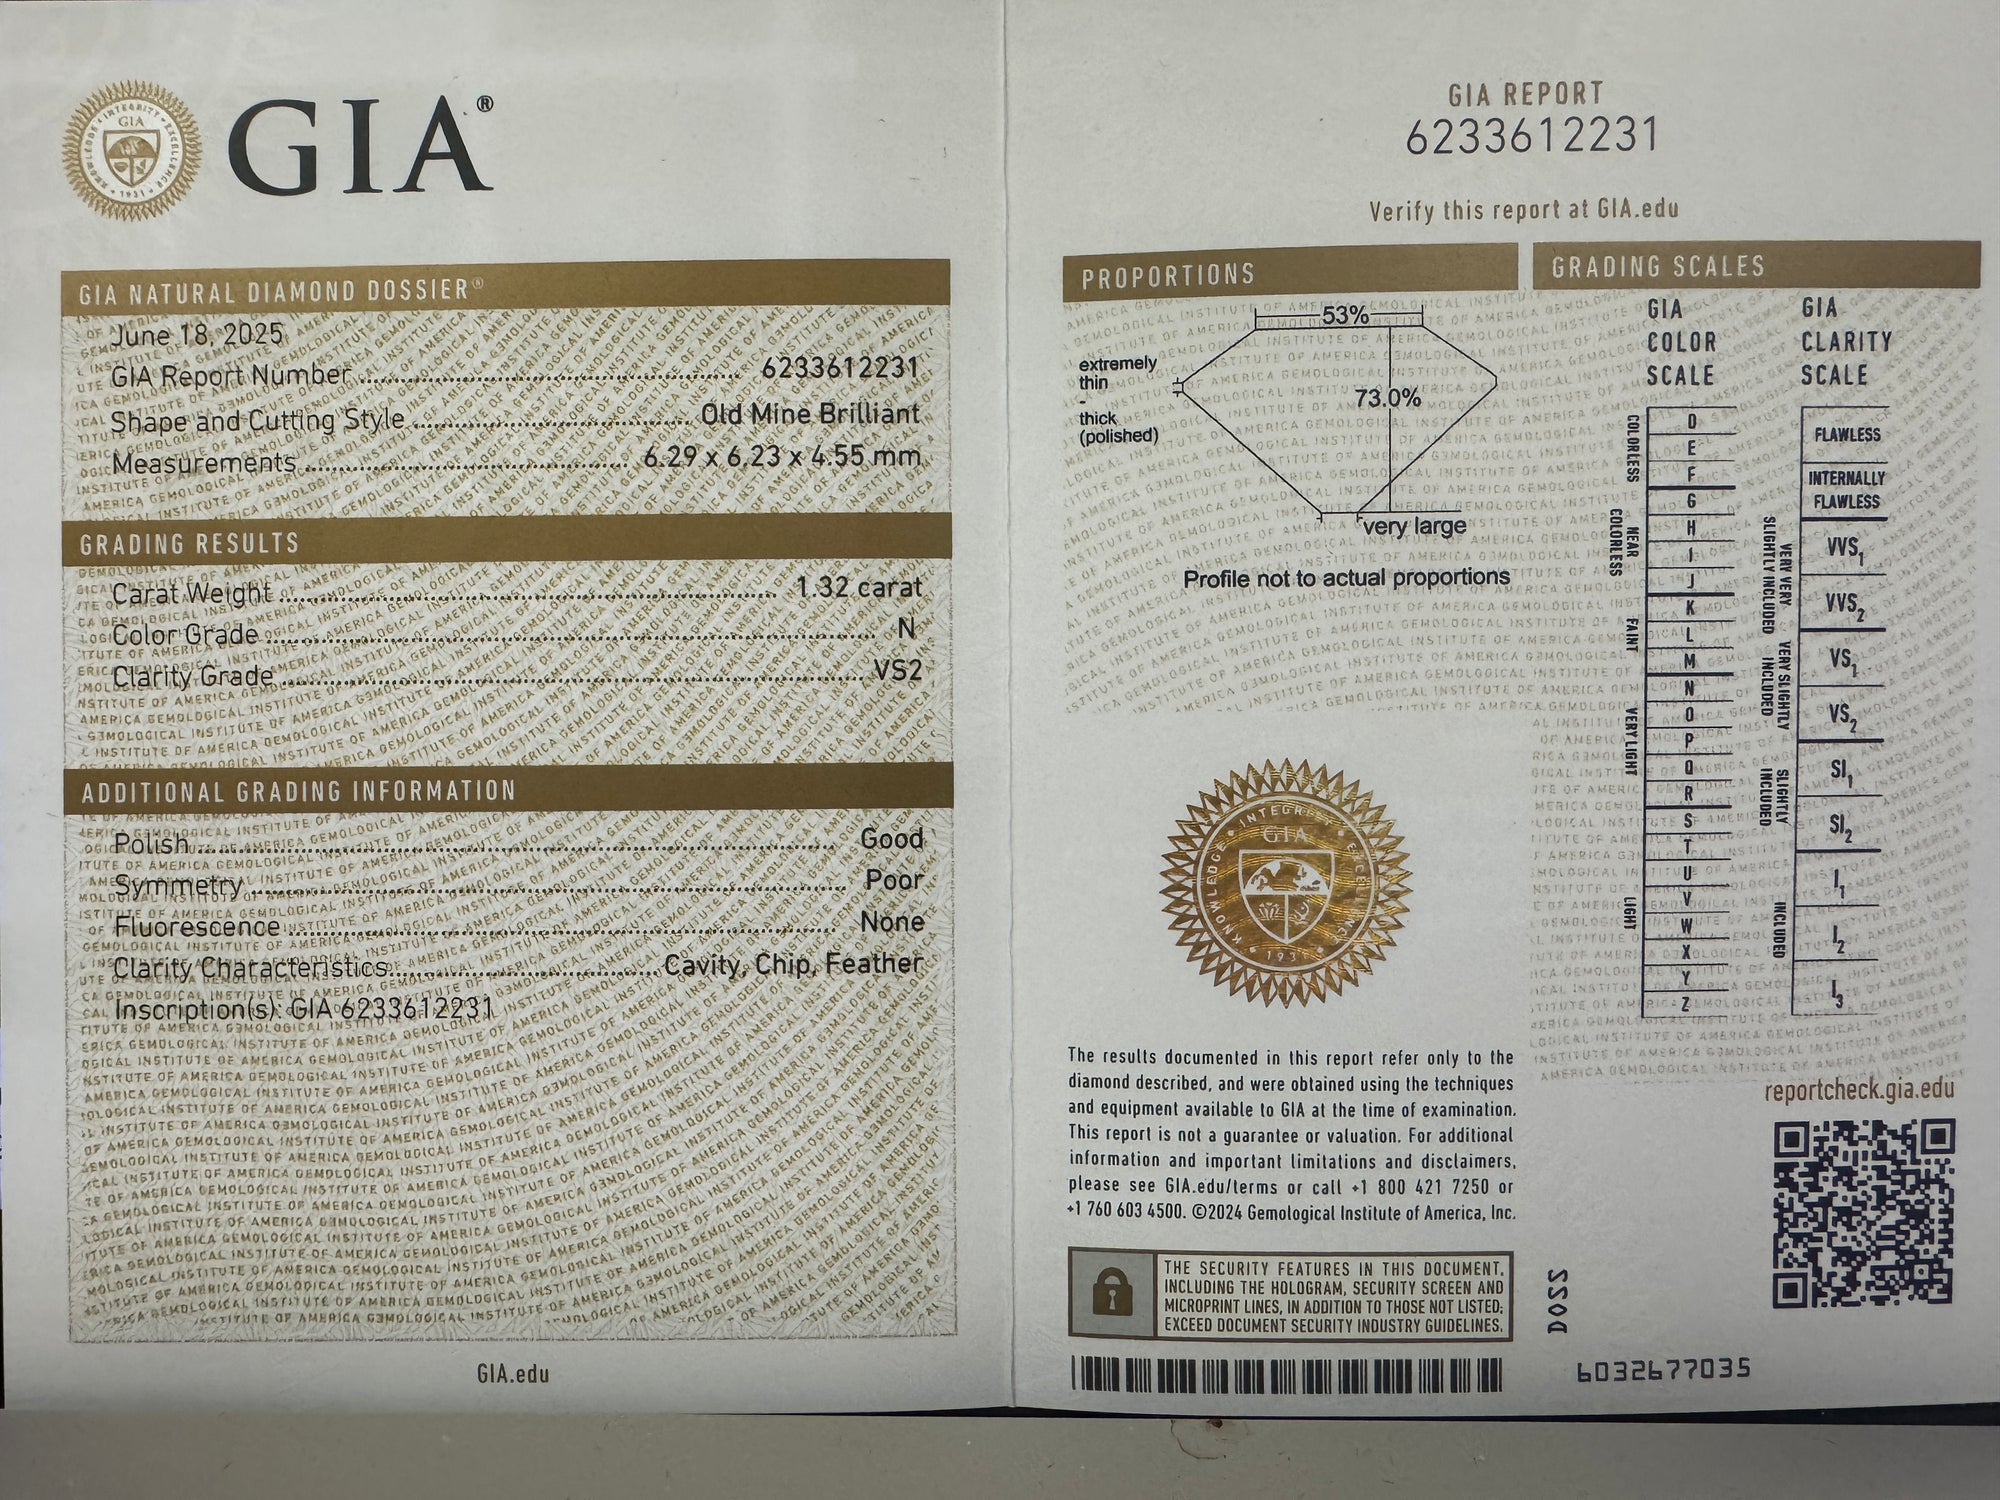 GIA®
GIA NATURAL DIAMOND DOSSIER®
June 18, 2025
GIA Report Number 6233612231
Shape and Cutting Style Old Mine Brilliant
Measurements 6.29 x 6.23 x 4.55 mm
GRADING RESULTS
Carat Weight 1.32 carat
Color Grade N
Clarity Grade VS2
ADDITIONAL GRADING INFORMATION
Polish Good
Symmetry Poor
Fluorescence None
Clarity Characteristics Cavity, Chip, Feather
Inscription(s): GIA 6233612231
GIA.edu
GIA REPORT
6233612231
Verify this report at GIA.edu
PROPORTIONS
53%
extremely
thin
-
thick
(polished)
73.0%
very large
Profile not to actual proportions
INTEGRITY
GIA
KNOWLEDGE
EXCELLENCE
1931
The results documented in this report refer only to the
diamond described, and were obtained using the techniques
and equipment available to GIA at the time of examination.
This report is not a guarantee or valuation. For additional
information and important limitations and disclaimers,
please see GIA.edu/terms or call +1 800 421 7250 or
+1 760 603 4500. ©2024 Gemological Institute of America, Inc.
THE SECURITY FEATURES IN THIS DOCUMENT,
INCLUDING THE HOLOGRAM, SECURITY SCREEN AND
MICROPRINT LINES, IN ADDITION TO THOSE NOT LISTED;
EXCEED DOCUMENT SECURITY INDUSTRY GUIDELINES.
GRADING SCALES
GIA
COLOR
SCALE
COLORLESS
D
E
F
NEAR
COLORLESS
G
H
I
J
FAINT
K
L
M
VERY LIGHT
N
O
P
Q
R
LIGHT
S
T
U
V
W
X
Y
Z
GIA
CLARITY
SCALE
FLAWLESS
INTERNALLY
FLAWLESS
VERY VERY
SLIGHTLY INCLUDED
VVS1
VVS2
VERY SLIGHTLY
INCLUDED
VS1
VS2
SLIGHTLY
INCLUDED
SI1
SI2
INCLUDED
I1
I2
I3
reportcheck.gia.edu
DO22
6032677035